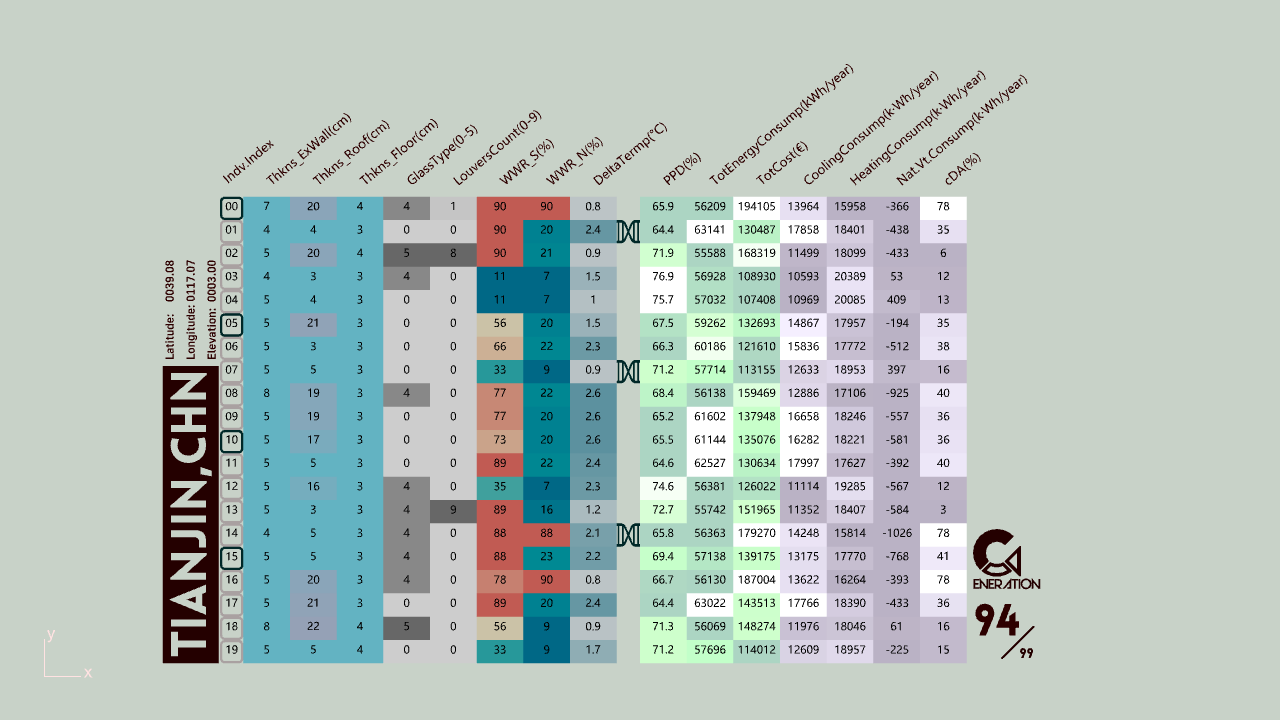 Indv.Index Thkns_ExWall(cm) Thkns_Roof(cm) Thkns_Floor(cm) GlassType(0-5) LouversCount(0-9) WWR_S(%) WWR_N(%) DeltaTermp(°C) PPD(%) TotEnergyConsump(kWh/year) TotCost(€) CoolingConsump(k·Wh/year) HeatingConsump(k·Wh/year) Nat.Vt.Consump(k·Wh/year) cDA(%)
00 7 20 4 4 1 90 90 0.8 65.9 56209 194105 13964 15958 -366 78
01 4 4 3 0 0 90 20 2.4 64.4 63141 130487 17858 18401 -438 35
02 5 20 4 5 8 90 21 0.9 71.9 55588 168319 11499 18099 -433 6
03 4 3 3 4 0 11 7 1.5 76.9 56928 108930 10593 20389 53 12
04 5 4 3 0 0 11 7 1 75.7 57032 107408 10969 20085 409 13
05 5 21 3 0 0 56 20 1.5 67.5 59262 132693 14867 17957 -194 35
06 5 3 3 0 0 66 22 2.3 66.3 60186 121610 15836 17772 -512 38
07 5 5 3 0 0 33 9 0.9 71.2 57714 113155 12633 18953 397 16
08 8 19 3 4 0 77 22 2.6 68.4 56138 159469 12886 17106 -925 40
09 5 19 3 0 0 77 20 2.6 65.2 61602 137948 16658 18246 -557 36
10 5 17 3 0 0 73 20 2.6 65.5 61144 135076 16282 18221 -581 36
11 5 5 3 0 0 89 22 2.4 64.6 62527 130634 17997 17627 -392 40
12 5 16 3 4 0 35 7 2.3 74.6 56381 126022 11114 19285 -567 12
13 5 3 3 4 9 89 16 1.2 72.7 55742 151965 11352 18407 -584 3
14 4 5 3 4 0 88 88 2.1 65.8 56363 179270 14248 15814 -1026 78
15 5 5 3 4 0 88 23 2.2 69.4 57138 139175 13175 17770 -768 41
16 5 20 3 4 0 78 90 0.8 66.7 56130 187004 13622 16264 -393 78
17 5 21 3 0 0 89 20 2.4 64.4 63022 143513 17766 18390 -433 36
18 8 22 4 5 0 56 9 0.9 71.3 56069 148274 11976 18046 61 16
19 5 5 4 0 0 33 9 1.7 71.2 57696 114012 12609 18957 -225 15
Latitude: 0039.08
Longitude: 0117.07
Elevation: 0003.00
TIANJIN,CHN
GENERATION
94/99
y
x